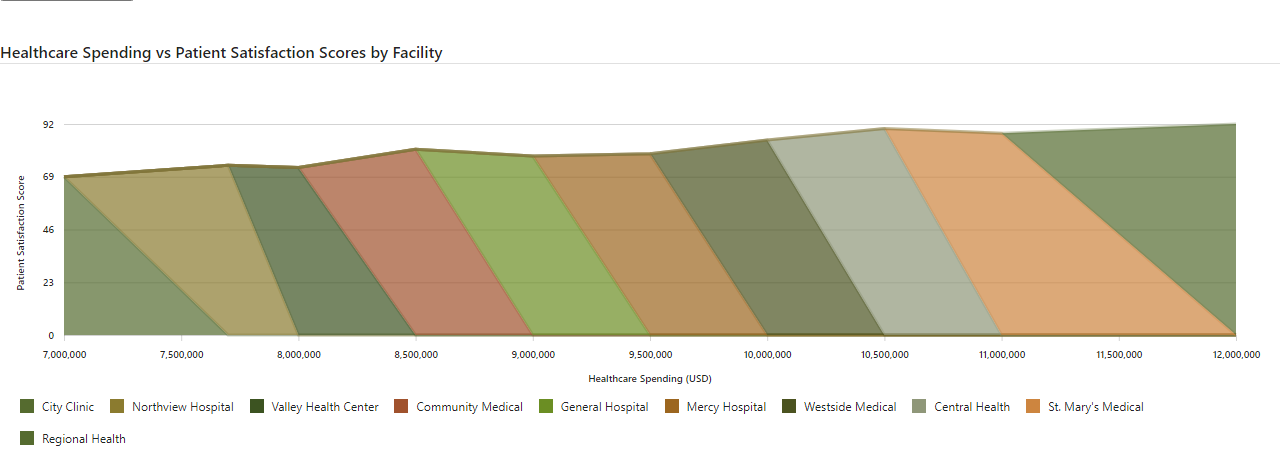 Healthcare Spending vs Patient Satisfaction Scores by Facility
92
69
46
23
0
Patient Satisfaction Score
7,000,000 7,500,000 8,000,000 8,500,000 9,000,000 9,500,000 10,000,000 10,500,000 11,000,000 11,500,000 12,000,000
Healthcare Spending (USD)
City Clinic Northview Hospital Valley Health Center Community Medical General Hospital Mercy Hospital Westside Medical Central Health St. Mary's Medical
Regional Health